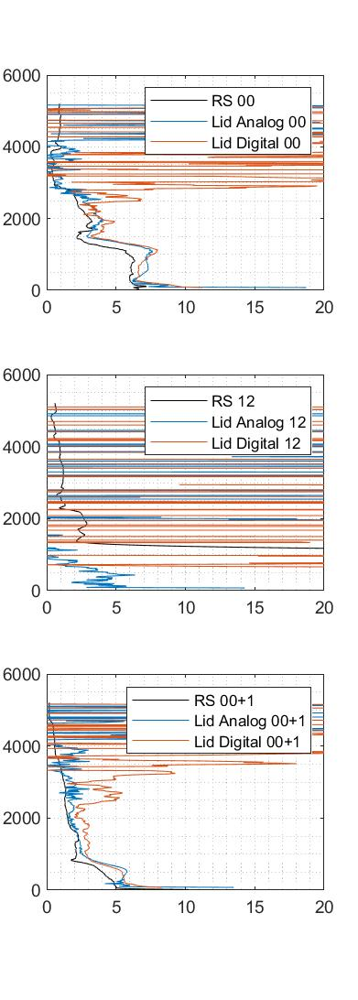 6000
RS 00
Lid Analog 00
Lid Digital 00
4000
2000
0
0 5 10 15 20
6000
RS 12
Lid Analog 12
Lid Digital 12
4000
2000
0
0 5 10 15 20
6000
RS 00+1
Lid Analog 00+1
Lid Digital 00+1
4000
2000
0
0 5 10 15 20